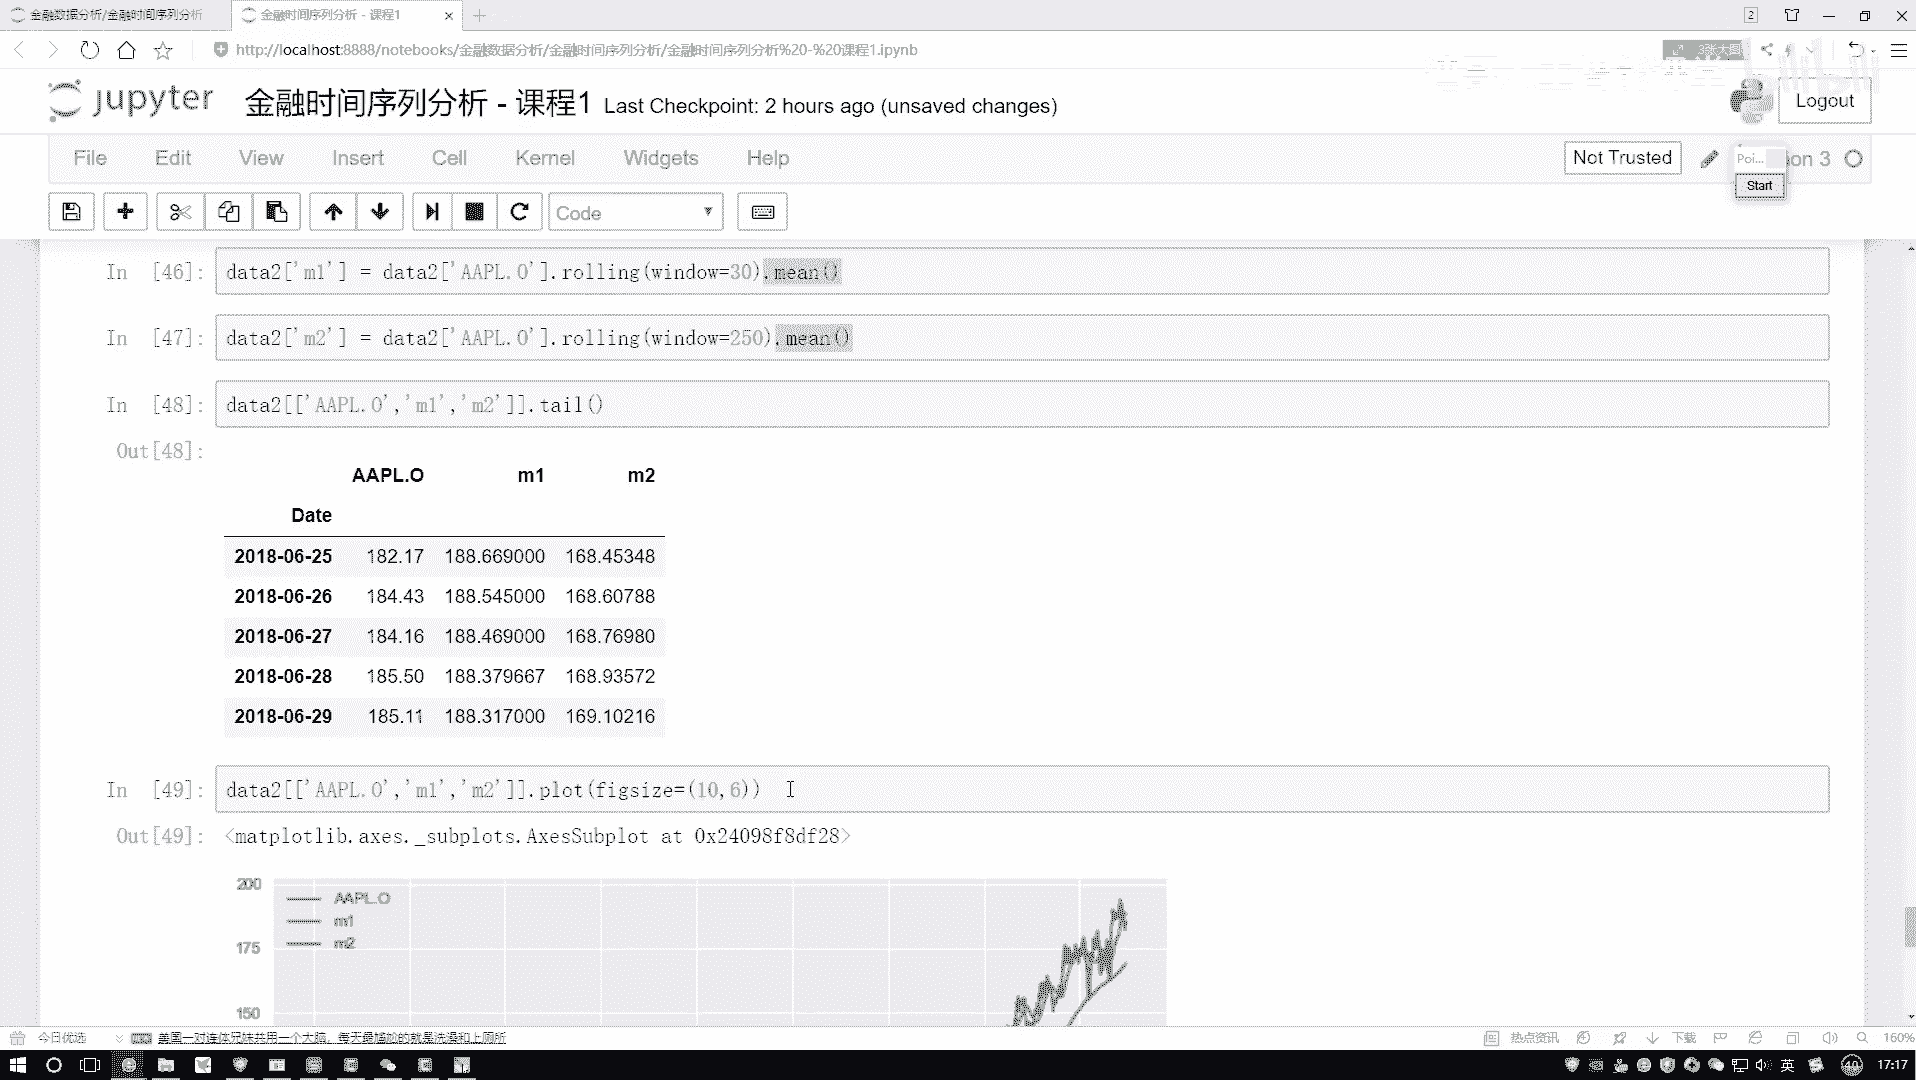 金融数据分析/金融时间序列分析
金融时间序列分析 - 课程1
2
http://localhost:8888/notebooks/金融数据分析/金融时间序列分析/金融时间序列分析%20-%20课程1.ipynb
3张大图
jupyter 金融时间序列分析 - 课程1 Last Checkpoint: 2 hours ago (unsaved changes)
bilibili
Logout
File Edit View Insert Cell Kernel Widgets Help
Not Trusted
Poi... on 3
Start
Code
In [46]: data2['m1'] = data2['AAPL.O'].rolling(window=30).mean()
In [47]: data2['m2'] = data2['AAPL.O'].rolling(window=250).mean()
In [48]: data2[['AAPL.O','m1','m2']].tail()
Out[48]:
AAPL.O m1 m2
Date
2018-06-25 182.17 188.669000 168.45348
2018-06-26 184.43 188.545000 168.60788
2018-06-27 184.16 188.469000 168.76980
2018-06-28 185.50 188.379667 168.93572
2018-06-29 185.11 188.317000 169.10216
In [49]: data2[['AAPL.O','m1','m2']].plot(figsize=(10,6))
Out[49]: <matplotlib.axes._subplots.AxesSubplot at 0x24098f8df28>
200
AAPL.O
m1
m2
175
150
今日优选
美国一对连体兄妹共用一个大脑，每天最尴尬的就是洗澡和上厕所
热点资讯
下载
160%
英
40
17:17